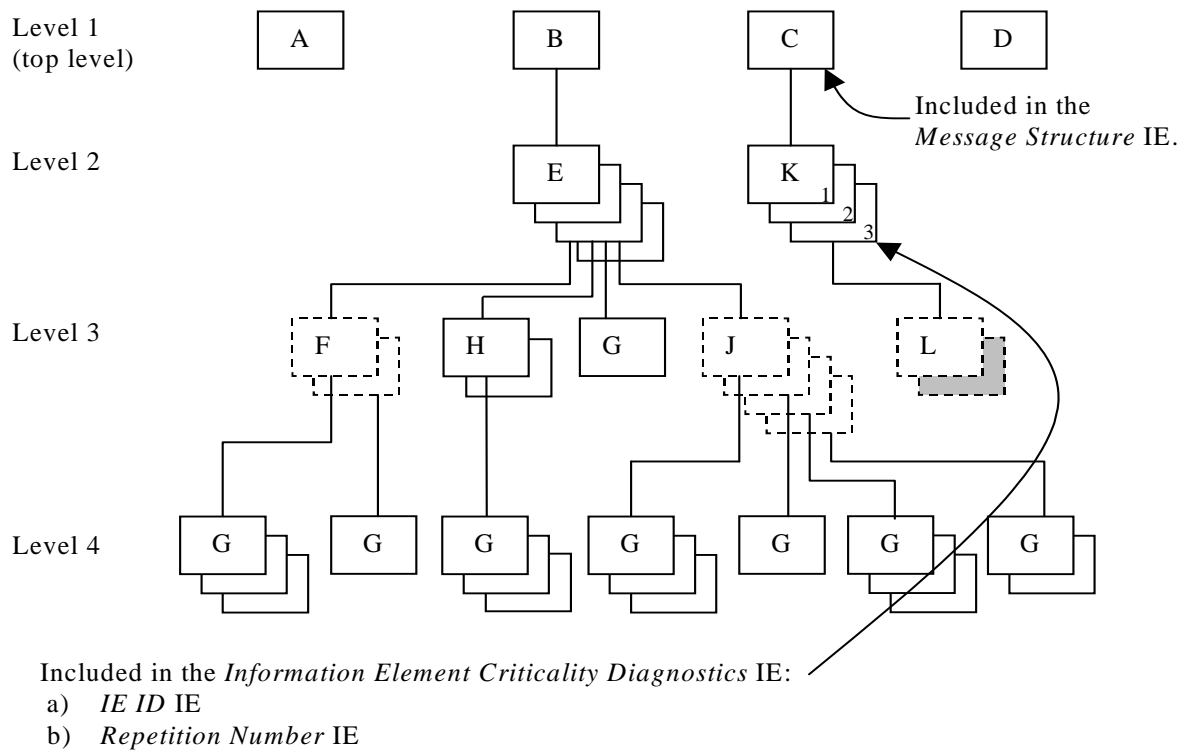 Level 1
(top level)
A
B
C
D
Included in the
Message Structure IE.
Level 2
E
K
1
2
3
Level 3
F
H
G
J
L
Level 4
G
G
G
G
G
G
G
Included in the Information Element Criticality Diagnostics IE:
a) IE ID IE
b) Repetition Number IE